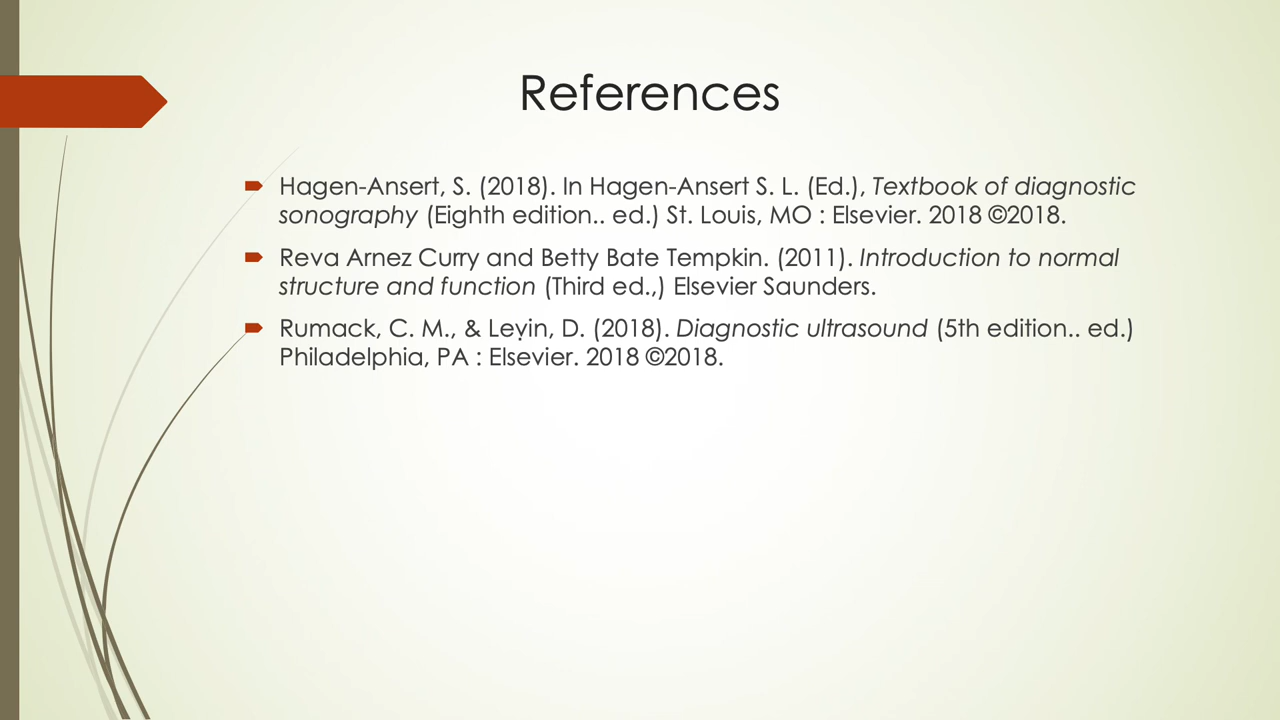 References
Hagen-Ansert, S. (2018). In Hagen-Ansert S. L. (Ed.), Textbook of diagnostic
sonography (Eighth edition.. ed.) St. Louis, MO : Elsevier. 2018 ©2018.
Reva Arnez Curry and Betty Bate Tempkin. (2011). Introduction to normal
structure and function (Third ed.,) Elsevier Saunders.
Rumack, C. M., & Levin, D. (2018). Diagnostic ultrasound (5th edition.. ed.)
Philadelphia, PA : Elsevier. 2018 ©2018.